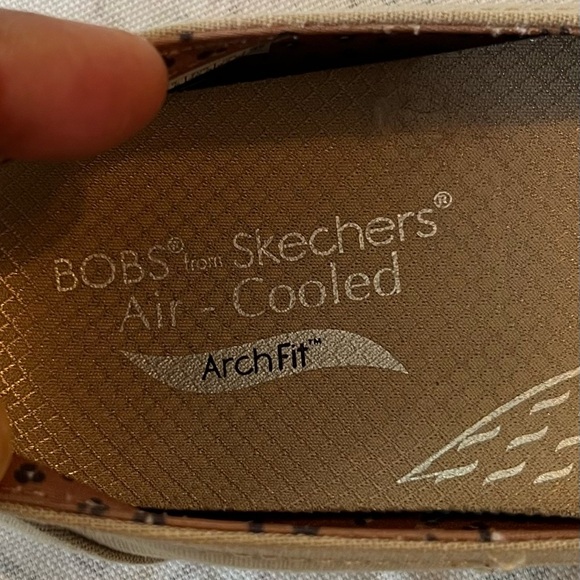 BOBS® from Skechers®
Air - Cooled
ArchFit™